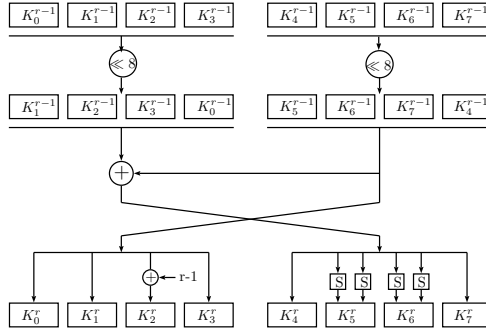 K_0^{r-1} K_1^{r-1} K_2^{r-1} K_3^{r-1} K_4^{r-1} K_5^{r-1} K_6^{r-1} K_7^{r-1}
≪ 8 ≪ 8
K_1^{r-1} K_2^{r-1} K_3^{r-1} K_0^{r-1} K_5^{r-1} K_6^{r-1} K_7^{r-1} K_4^{r-1}
+
+ r-1 S S S S
K_0^r K_1^r K_2^r K_3^r K_4^r K_5^r K_6^r K_7^r